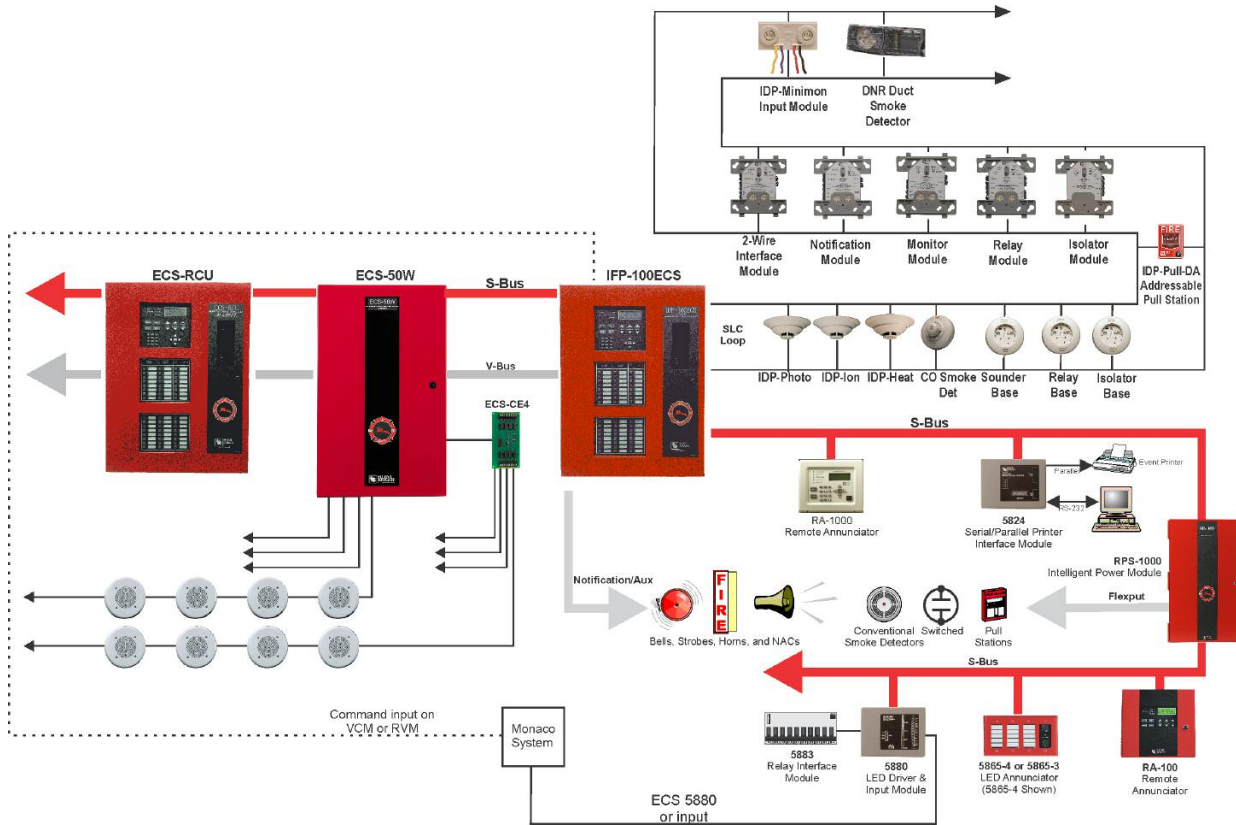 IDP-Minimon
Input Module
DNR Duct
Smoke
Detector
2-Wire
Interface
Module
Notification
Module
Monitor
Module
Relay
Module
Isolator
Module
FIRE
IDP-Pull-DA
Addressable
Pull Station
ECS-RCU
ECS-50W
S-Bus
IFP-100ECS
ECS-50W
V-Bus
SLC
Loop
IDP-Photo
IDP-Ion
IDP-Heat
CO Smoke
Det
Sounder
Base
Relay
Base
Isolator
Base
ECS-CE4
S-Bus
RA-1000
Remote Annunciator
5824
Serial/Parallel Printer
Interface Module
Parallel
Event Printer
RS-232
RPS-1000
Intelligent Power Module
Flexput
Notification/Aux
FIRE
Bells, Strobes, Horns, and NACs
Conventional
Smoke Detectors
Switched
Pull
Stations
S-Bus
Command input on
VCM or RVM
Monaco
System
5883
Relay Interface
Module
5880
LED Driver &
Input Module
5865-4 or 5865-3
LED Annunciator
(5865-4 Shown)
RA-100
Remote
Annunciator
ECS 5880
or input